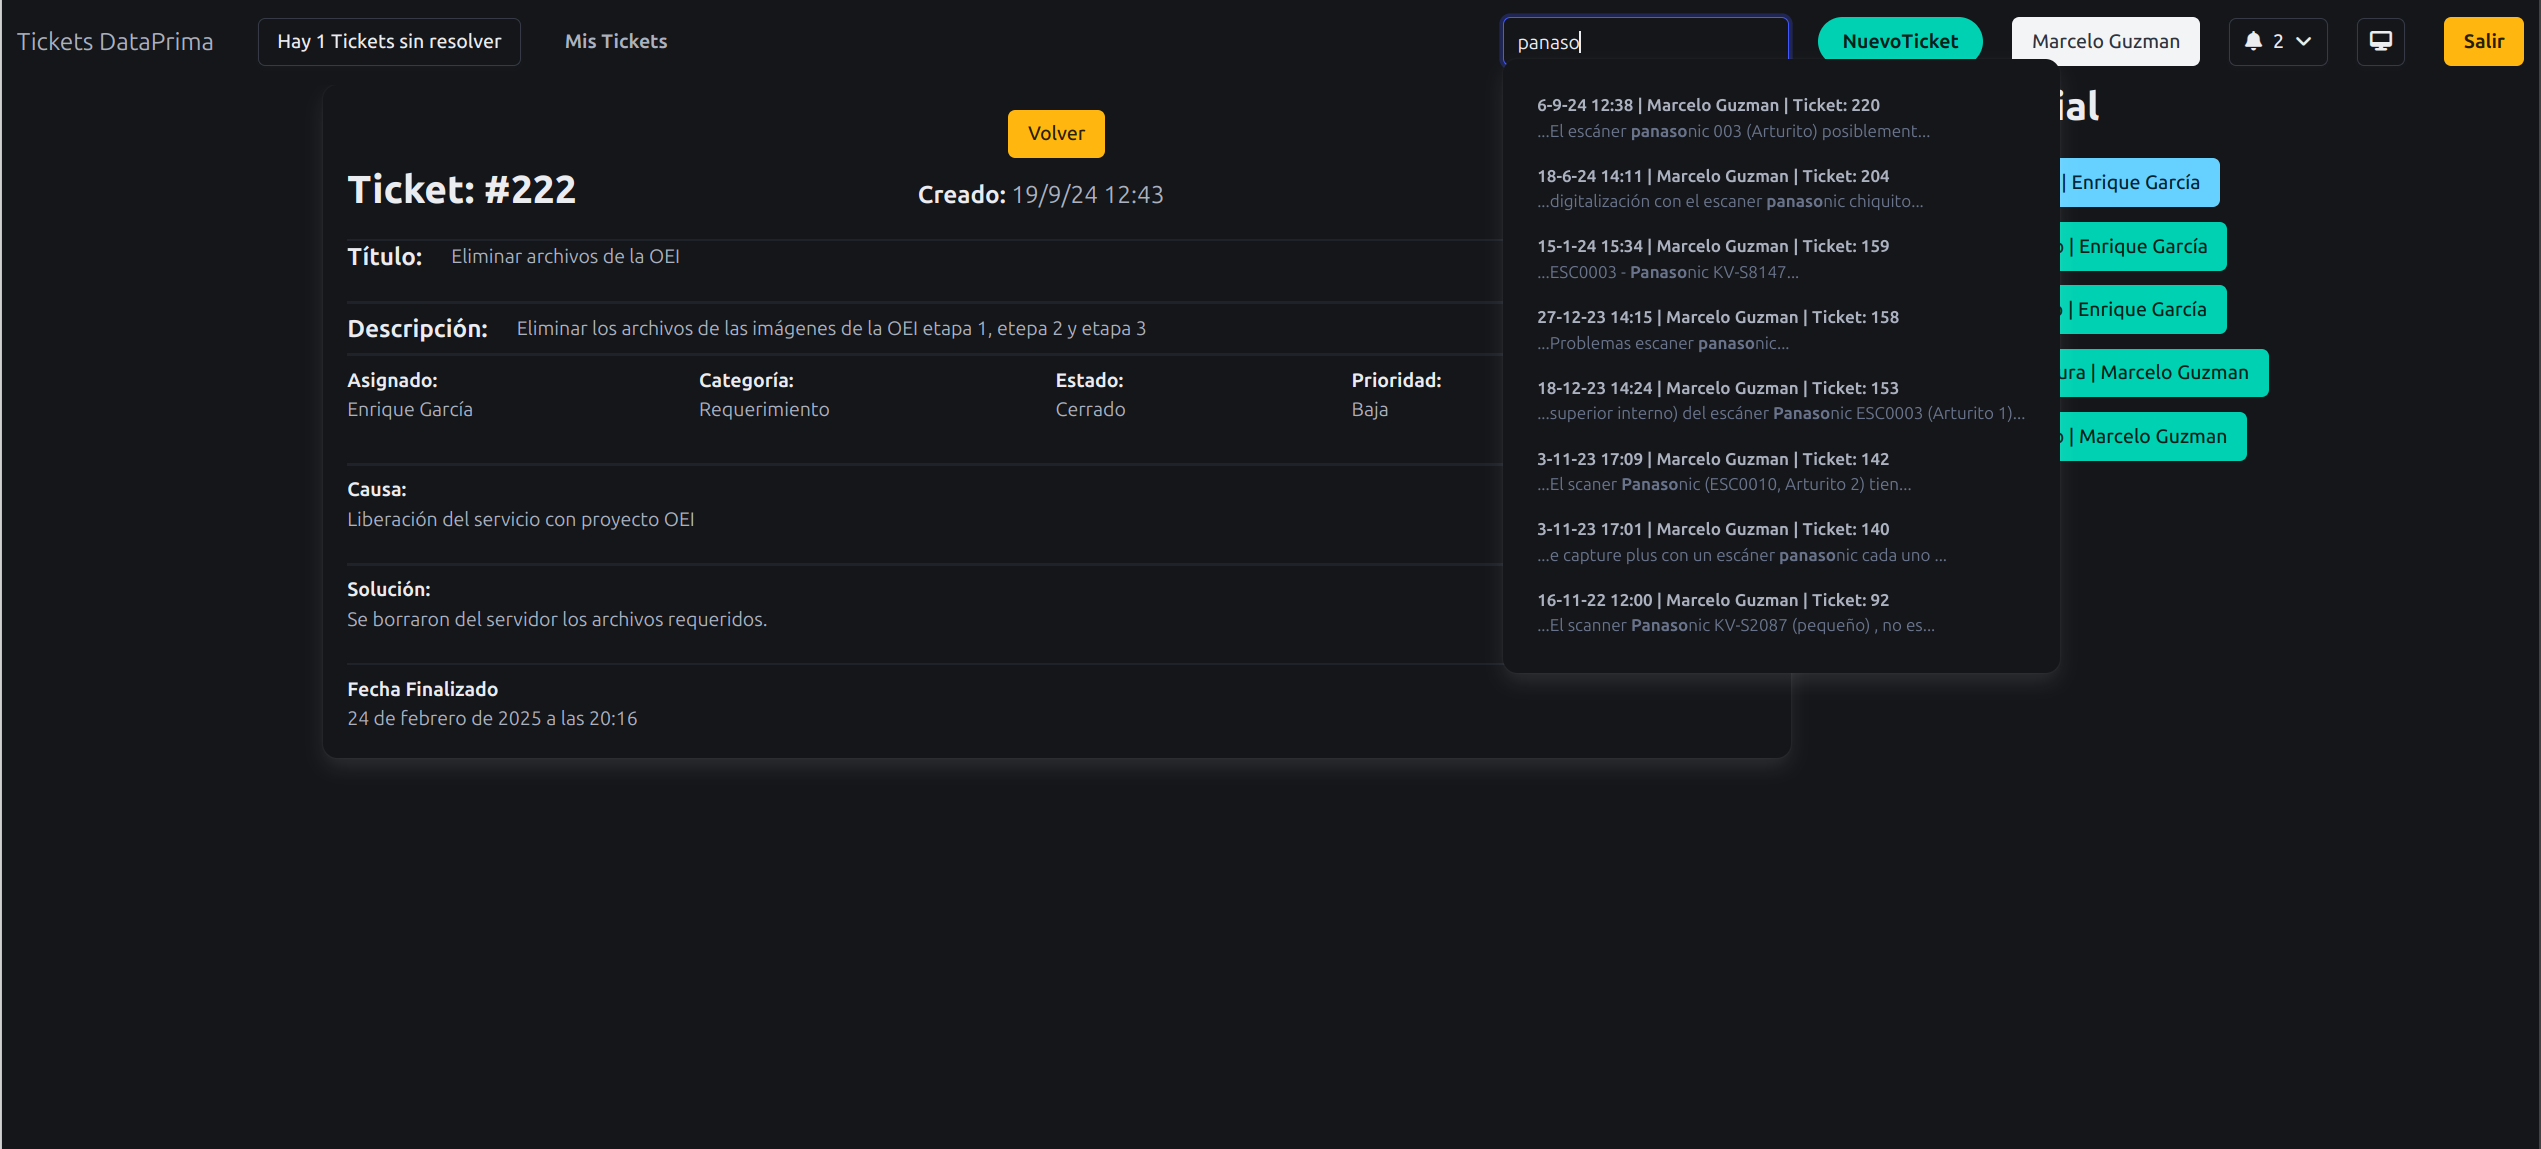 Tickets DataPrima
Hay 1 Tickets sin resolver
Mis Tickets
panaso
NuevoTicket
Marcelo Guzman
2
Salir
Volver
Ticket: #222
Creado: 19/9/24 12:43
Título: Eliminar archivos de la OEI
Descripción: Eliminar los archivos de las imágenes de la OEI etapa 1, etepa 2 y etapa 3
Asignado: Categoría: Estado: Prioridad:
Enrique García Requerimiento Cerrado Baja
Causa:
Liberación del servicio con proyecto OEI
Solución:
Se borraron del servidor los archivos requeridos.
Fecha Finalizado
24 de febrero de 2025 a las 20:16
6-9-24 12:38 | Marcelo Guzman | Ticket: 220
...El escáner panasonic 003 (Arturito) posiblement...
18-6-24 14:11 | Marcelo Guzman | Ticket: 204
...digitalización con el escaner panasonic chiquito...
15-1-24 15:34 | Marcelo Guzman | Ticket: 159
...ESC0003 - Panasonic KV-S8147...
27-12-23 14:15 | Marcelo Guzman | Ticket: 158
...Problemas escaner panasonic...
18-12-23 14:24 | Marcelo Guzman | Ticket: 153
...superior interno) del escáner Panasonic ESC0003 (Arturito 1)...
3-11-23 17:09 | Marcelo Guzman | Ticket: 142
...El scaner Panasonic (ESC0010, Arturito 2) tien...
3-11-23 17:01 | Marcelo Guzman | Ticket: 140
...e capture plus con un escáner panasonic cada uno ...
16-11-22 12:00 | Marcelo Guzman | Ticket: 92
...El scanner Panasonic KV-S2087 (pequeño) , no es...
ial
| Enrique García
o | Enrique García
| Enrique García
ura | Marcelo Guzman
o | Marcelo Guzman